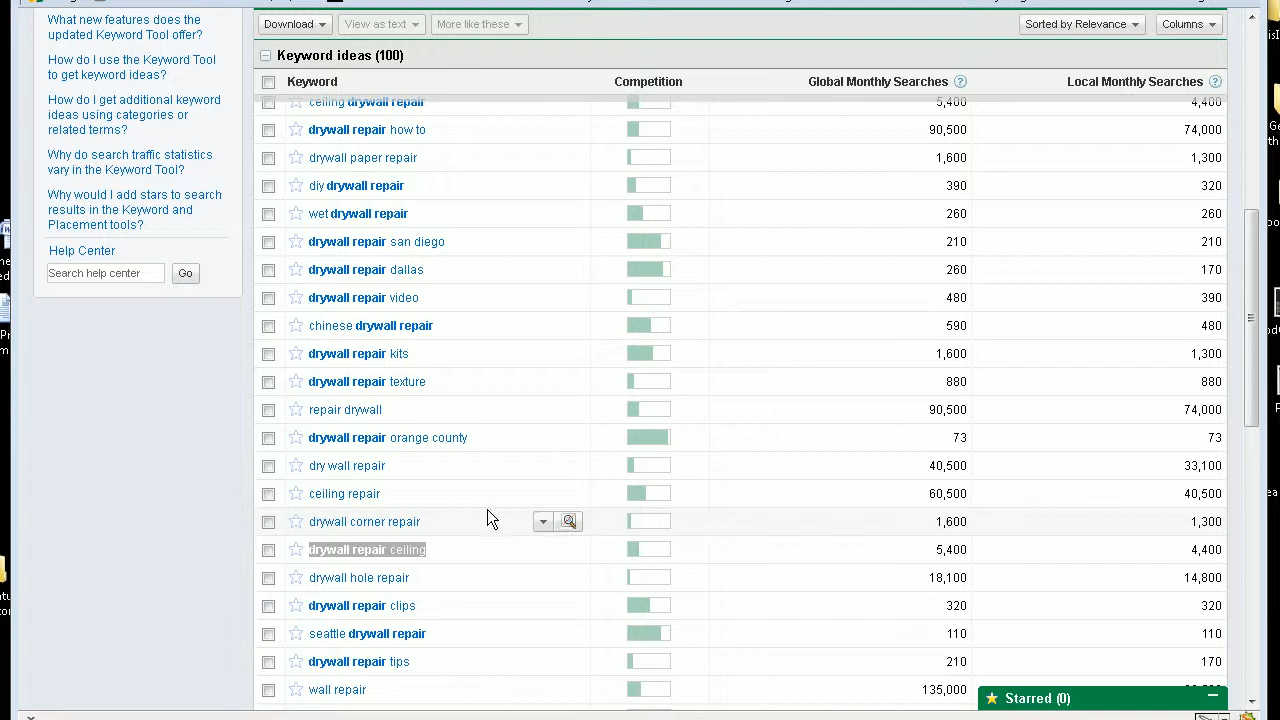 What new features does the
updated Keyword Tool offer?
How do I use the Keyword Tool
to get keyword ideas?
How do I get additional keyword
ideas using categories or
related terms?
Why do search traffic statistics
vary in the Keyword Tool?
Why would I add stars to search
results in the Keyword and
Placement tools?
Help Center
Search help center Go
Download View as text More like these Sorted by Relevance Columns
Keyword ideas (100)
Keyword Competition Global Monthly Searches ? Local Monthly Searches ?
ceiling drywall repair 5,400 4,400
drywall repair how to 90,500 74,000
drywall paper repair 1,600 1,300
diy drywall repair 390 320
wet drywall repair 260 260
drywall repair san diego 210 210
drywall repair dallas 260 170
drywall repair video 480 390
chinese drywall repair 590 480
drywall repair kits 1,600 1,300
drywall repair texture 880 880
repair drywall 90,500 74,000
drywall repair orange county 73 73
dry wall repair 40,500 33,100
ceiling repair 60,500 40,500
drywall corner repair 1,600 1,300
drywall repair ceiling 5,400 4,400
drywall hole repair 18,100 14,800
drywall repair clips 320 320
seattle drywall repair 110 110
drywall repair tips 210 170
wall repair 135,000
Starred (0)